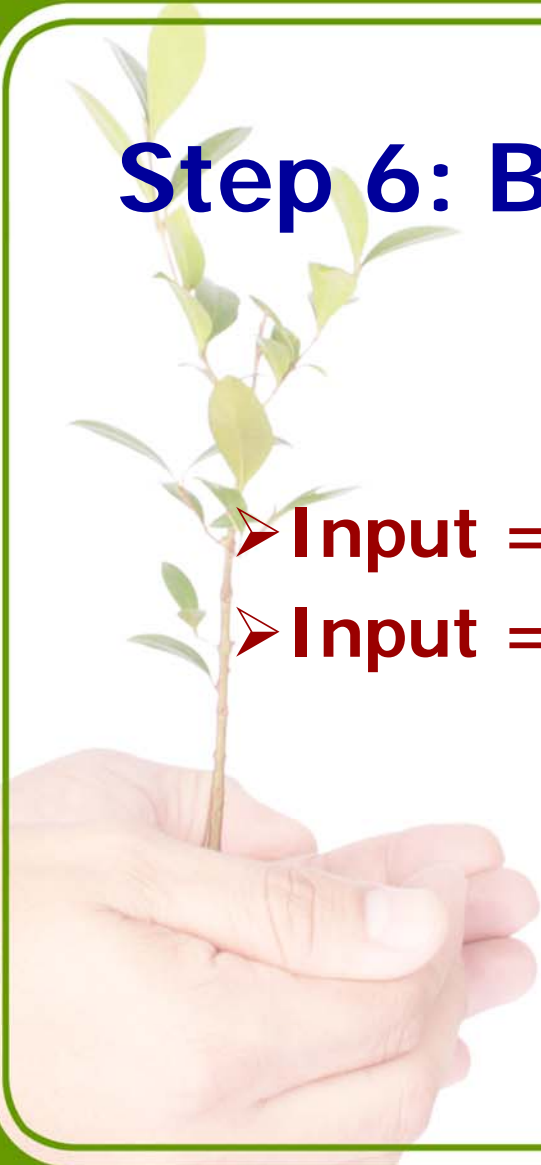 Step 6: B
➢Input =
➢Input =